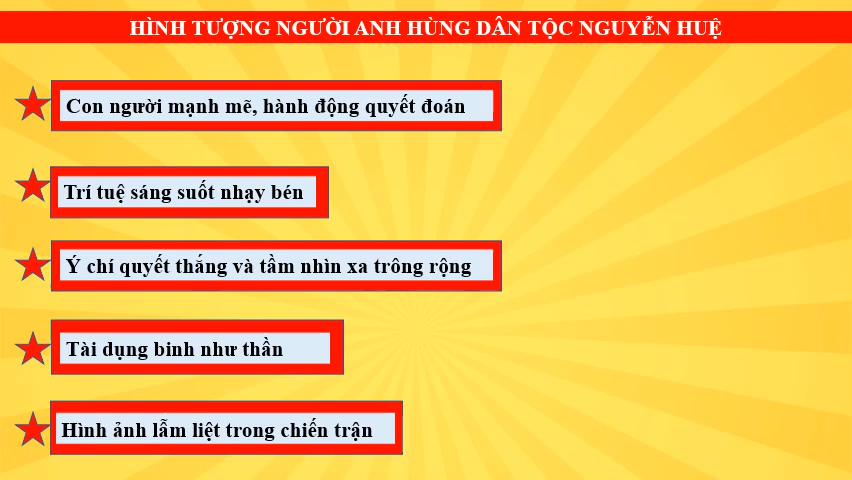 HÌNH TƯỢNG NGƯỜI ANH HÙNG DÂN TỘC NGUYỄN HUỆ
Con người mạnh mẽ, hành động quyết đoán
Trí tuệ sáng suốt nhạy bén
Ý chí quyết thắng và tầm nhìn xa trông rộng
Tài dụng binh như thần
Hình ảnh lẫm liệt trong chiến trận